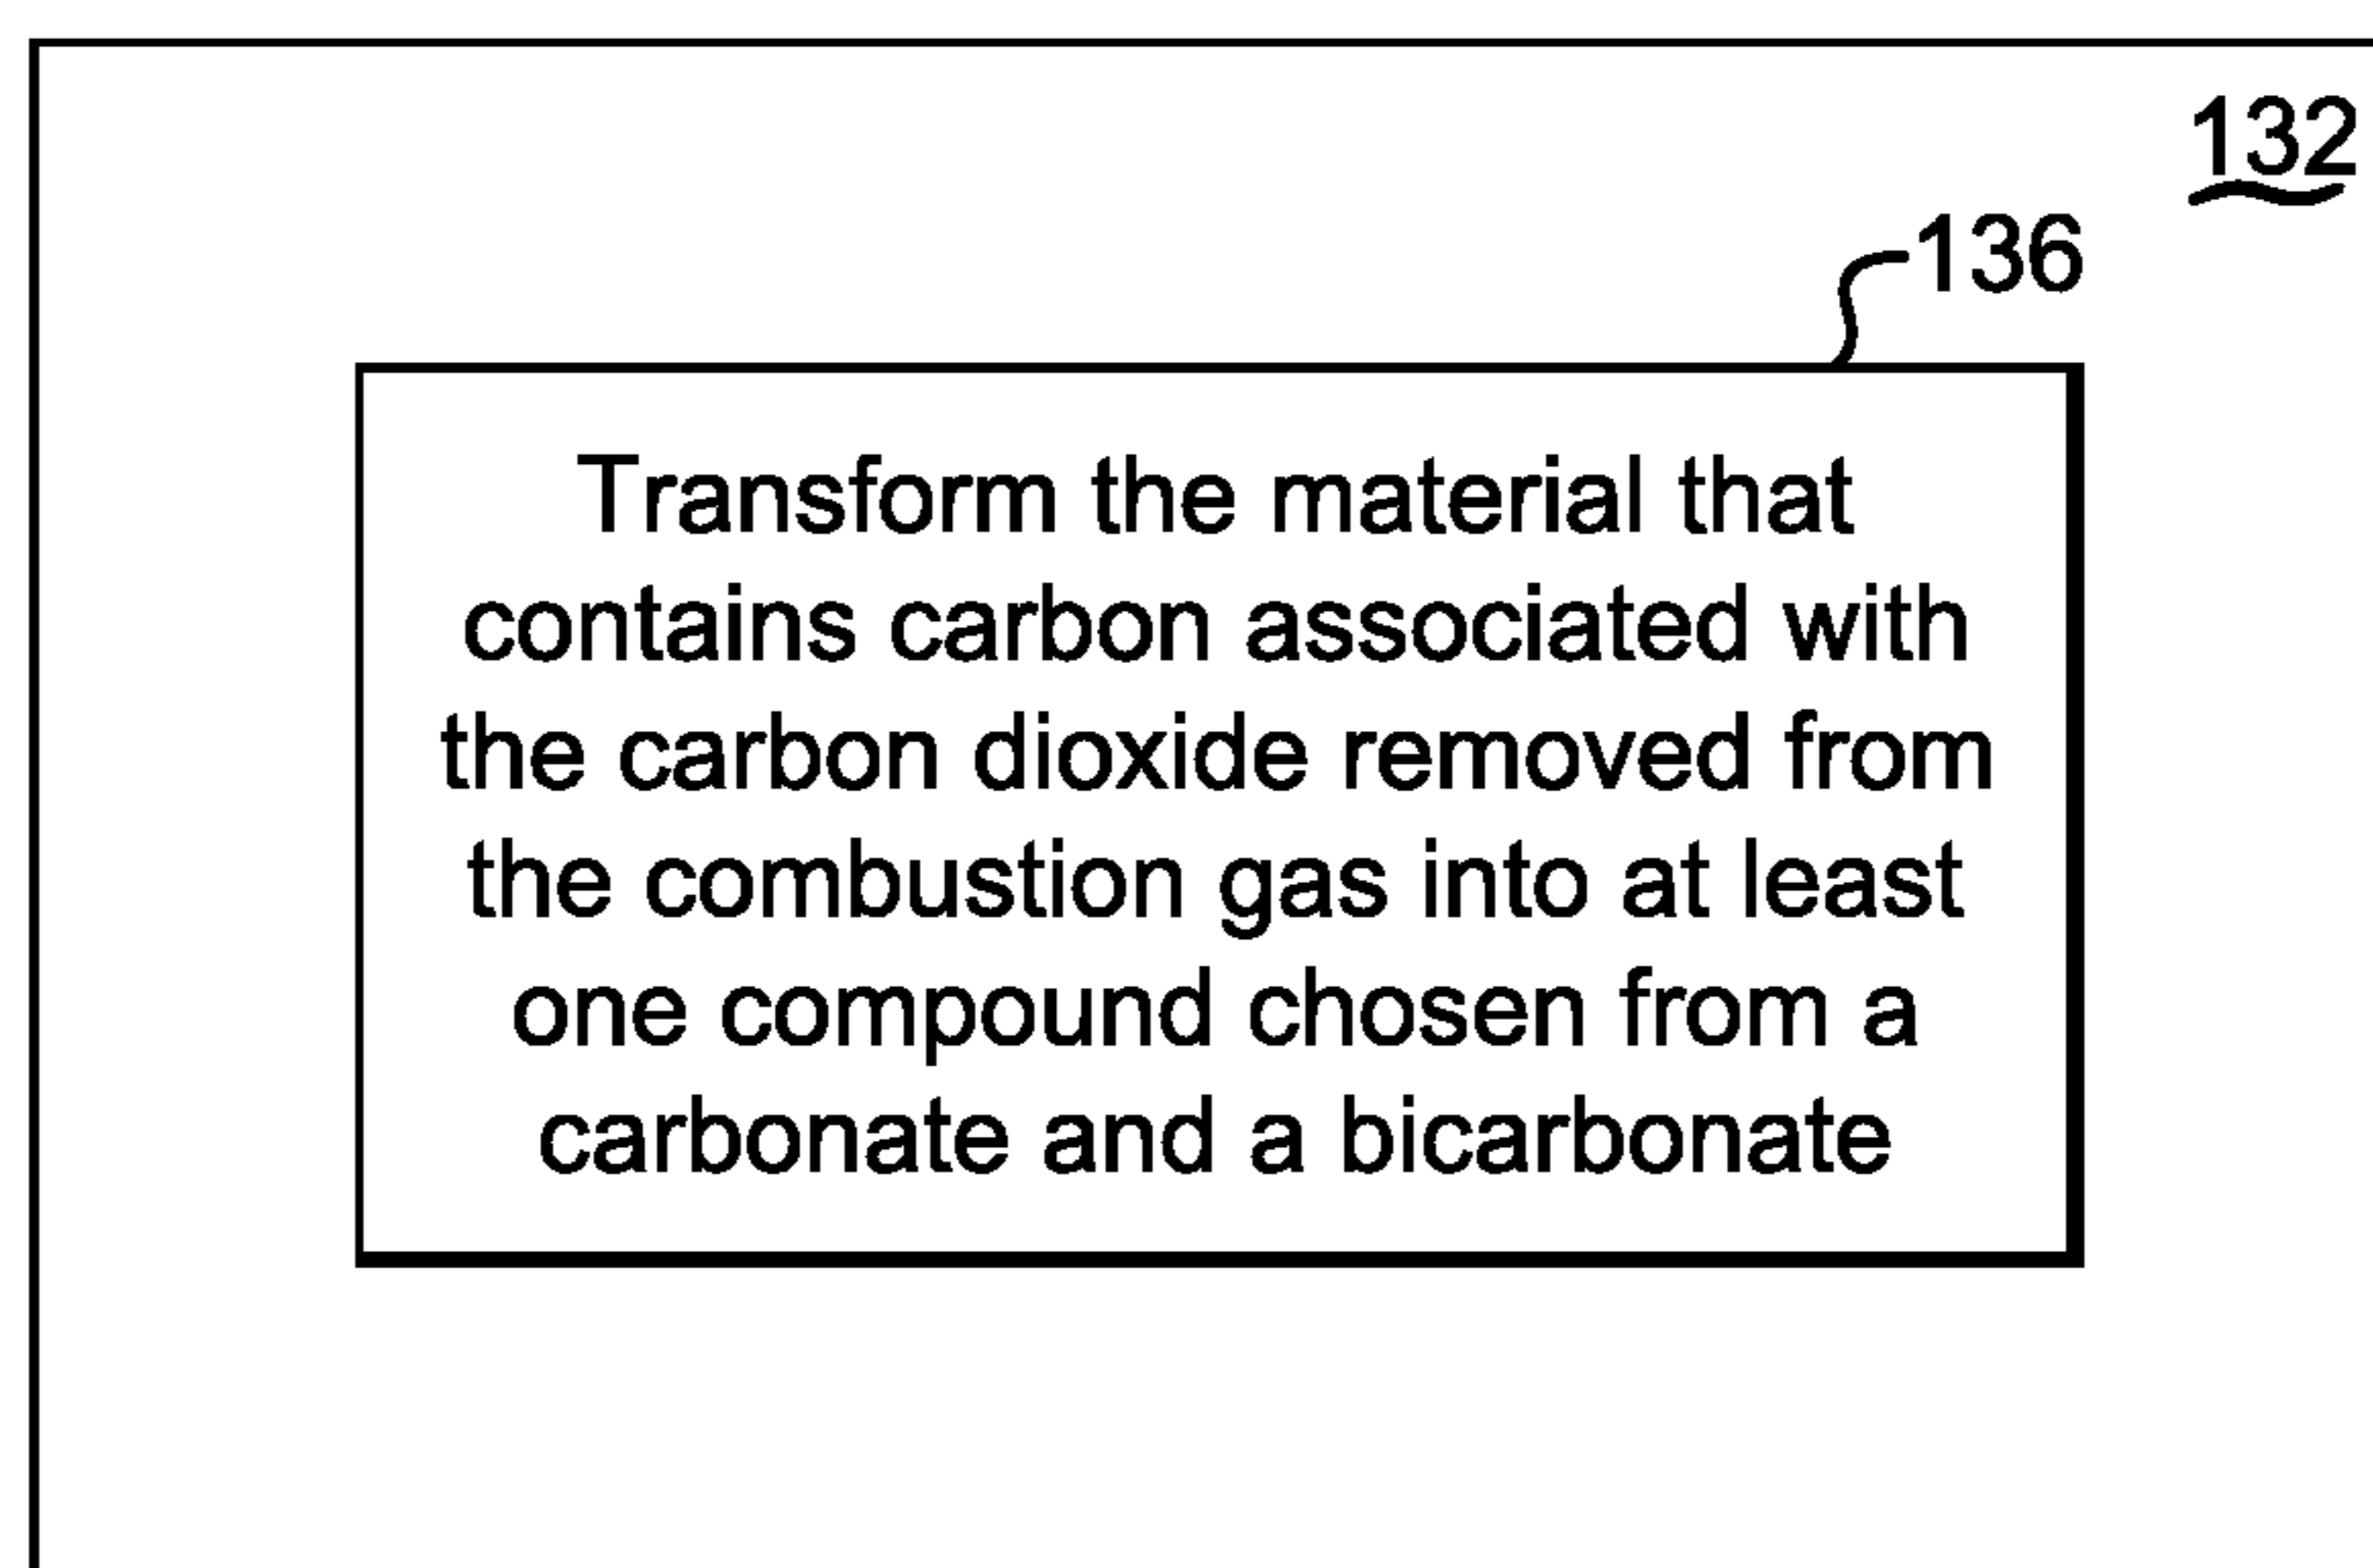 132
136
Transform the material that
contains carbon associated with
the carbon dioxide removed from
the combustion gas into at least
one compound chosen from a
carbonate and a bicarbonate